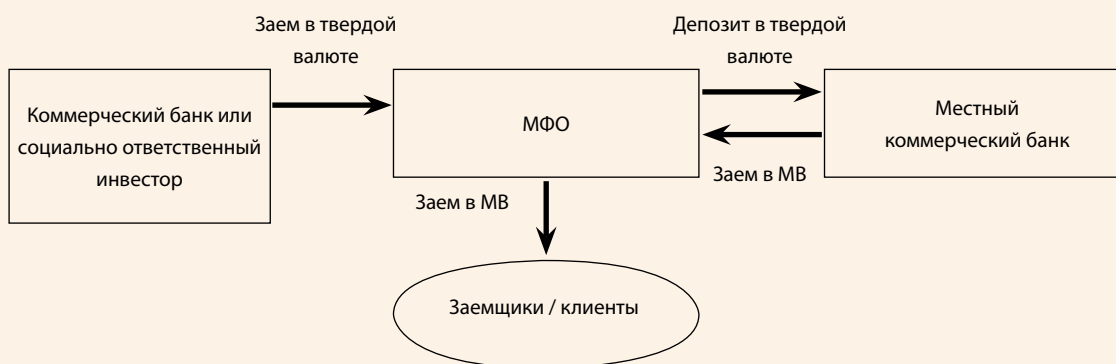 Заем в твердой
валюте
Депозит в твердой
валюте
Коммерческий банк или
социально ответственный
инвестор
МФО
Местный
коммерческий банк
Заем в МВ
Заем в МВ
Заемщики / клиенты